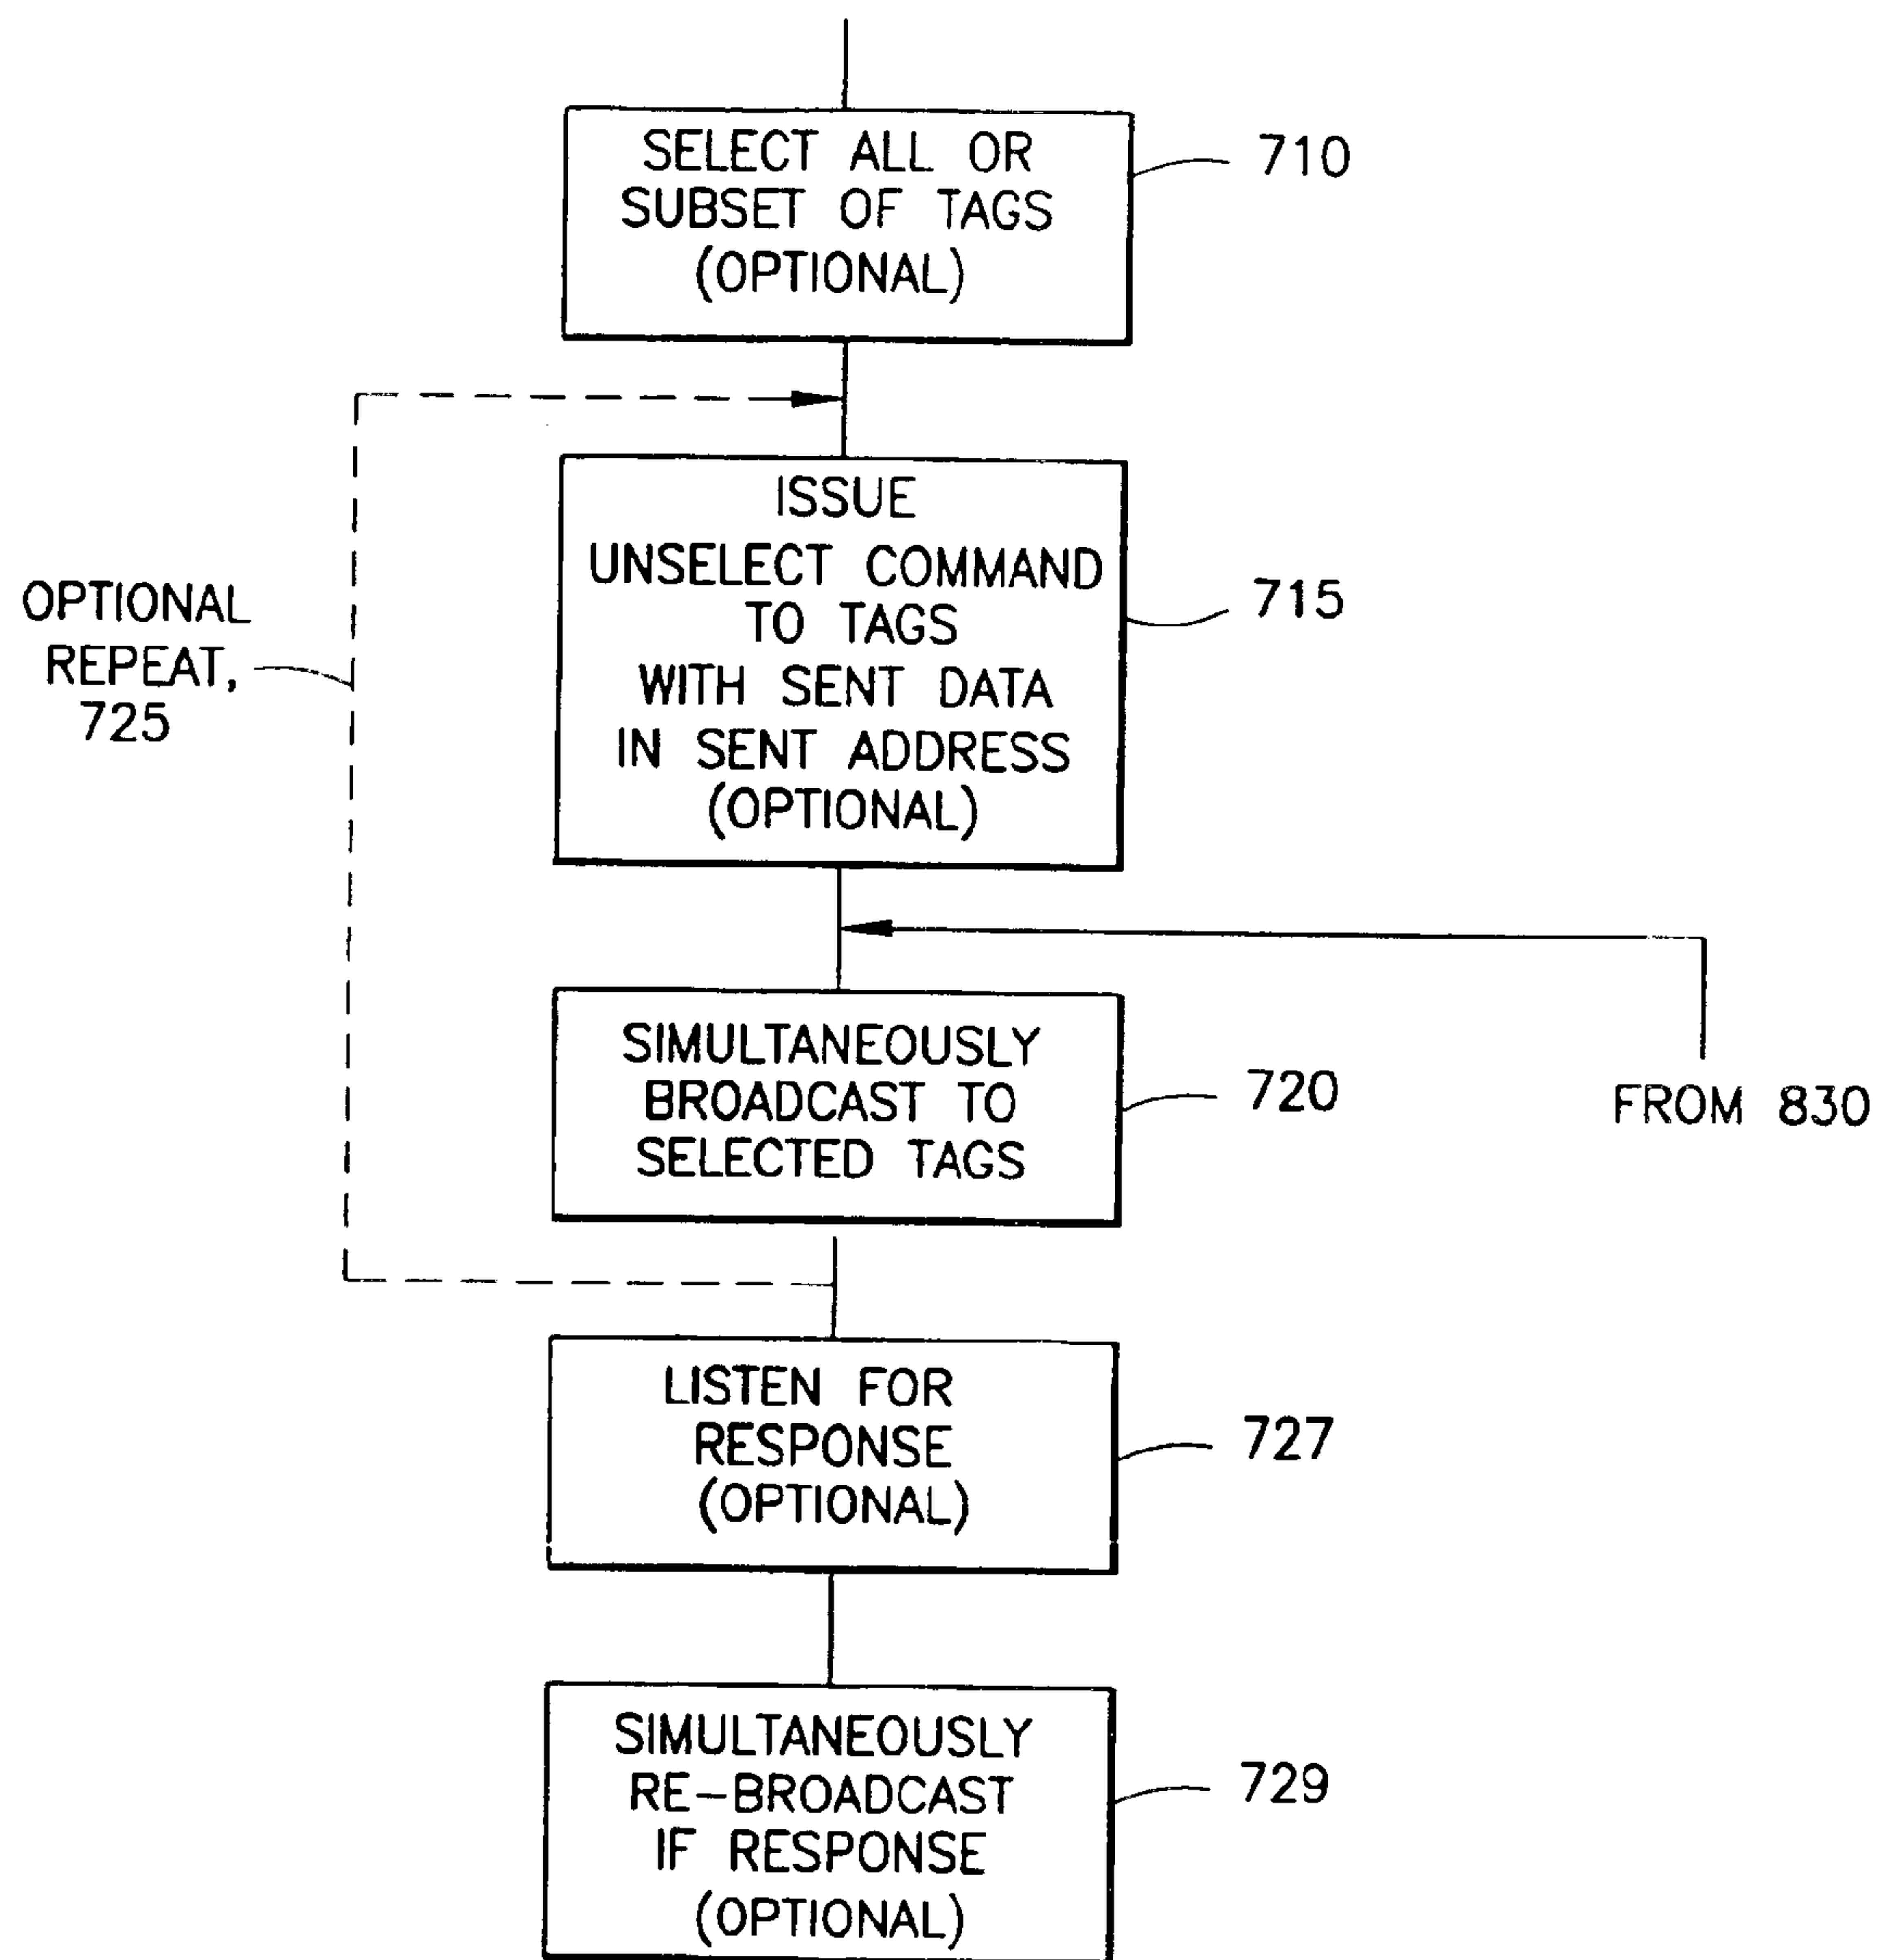 SELECT ALL OR
SUBSET OF TAGS
(OPTIONAL)
710
ISSUE
UNSELECT COMMAND
TO TAGS
WITH SENT DATA
IN SENT ADDRESS
(OPTIONAL)
715
OPTIONAL
REPEAT,
725
SIMULTANEOUSLY
BROADCAST TO
SELECTED TAGS
720
FROM 830
LISTEN FOR
RESPONSE
(OPTIONAL)
727
SIMULTANEOUSLY
RE-BROADCAST
IF RESPONSE
(OPTIONAL)
729